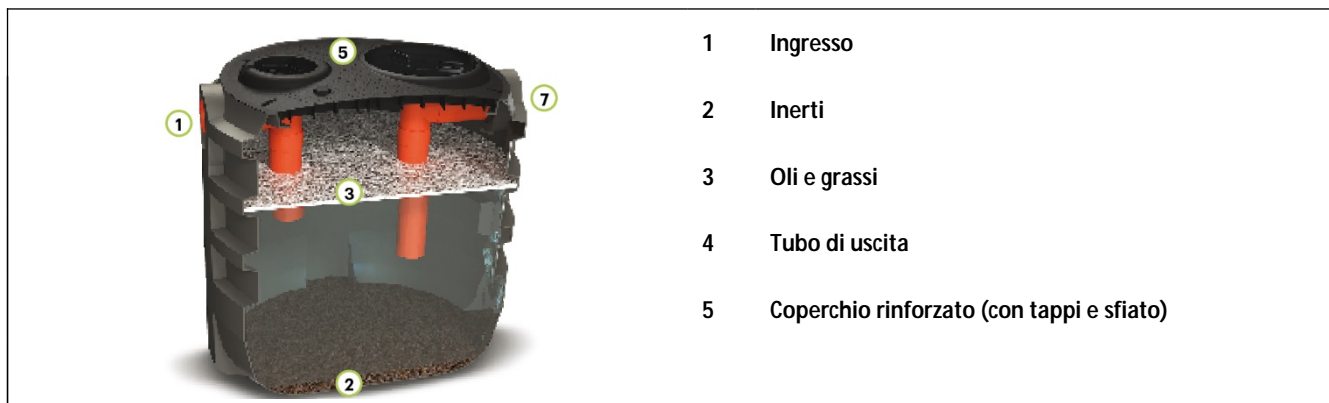 5
7
1
3
2
1 Ingresso
2 Inerti
3 Oli e grassi
4 Tubo di uscita
5 Coperchio rinforzato (con tappi e sfiato)